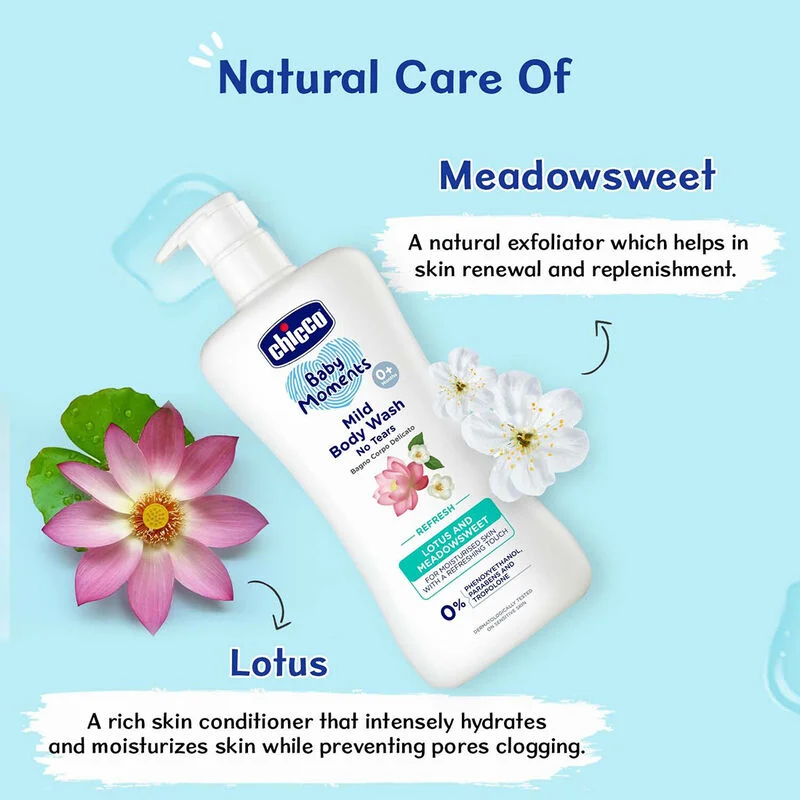 Natural Care Of
Meadowsweet
A natural exfoliator which helps in
skin renewal and replenishment.
chicco
Baby
Moments
0+
Months
Mild
Body Wash
No Tears
Bagno Corpo Delicato
REFRESH
LOTUS AND
MEADOWSWEET
FOR MOISTURISED SKIN
WITH A REFRESHING TOUCH
0%
PHENOXYETHANOL,
PARABENS AND
TROPOLONE
DERMATOLOGICALLY TESTED
ON SENSITIVE SKIN
Lotus
A rich skin conditioner that intensely hydrates
and moisturizes skin while preventing pores clogging.